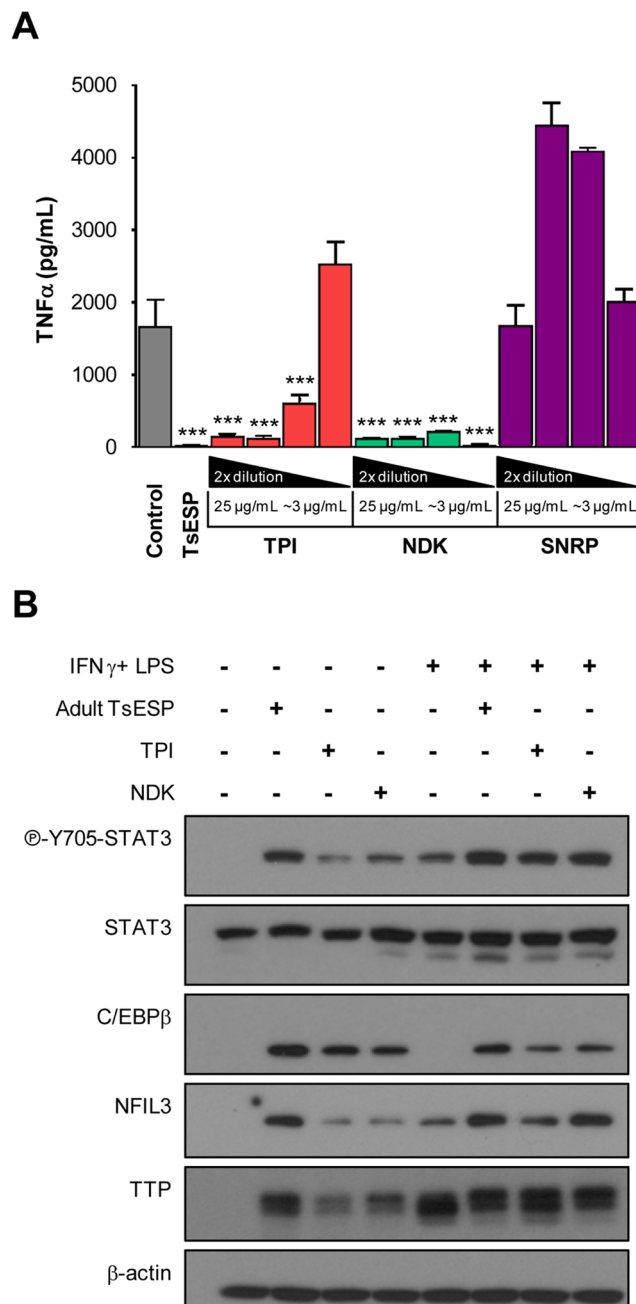 A
5000
4000
3000
2000
1000
0
TNFα (pg/mL)
*** *** *** *** *** *** *** ***
2x dilution 2x dilution 2x dilution
25 µg/mL ~3 µg/mL 25 µg/mL ~3 µg/mL 25 µg/mL ~3 µg/mL
Control TsESP TPI NDK SNRP
B
IFN γ+ LPS - - - - + + + +
Adult TsESP - + - - - + - -
TPI - - + - - - + -
NDK - - - + - - - +
Ⓟ-Y705-STAT3
STAT3
C/EBPβ
NFIL3
TTP
β-actin